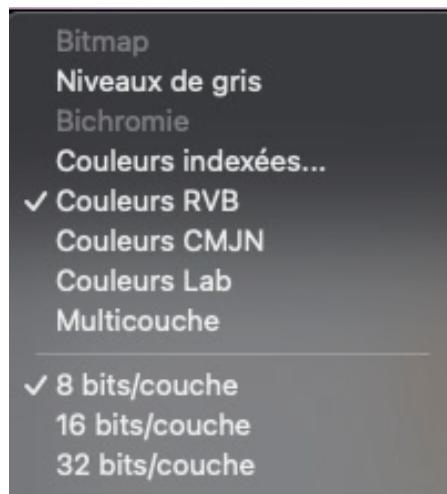 Bitmap
Niveaux de gris
Bichromie
Couleurs indexées...
✓ Couleurs RVB
Couleurs CMJN
Couleurs Lab
Multicouche
✓ 8 bits/couche
16 bits/couche
32 bits/couche